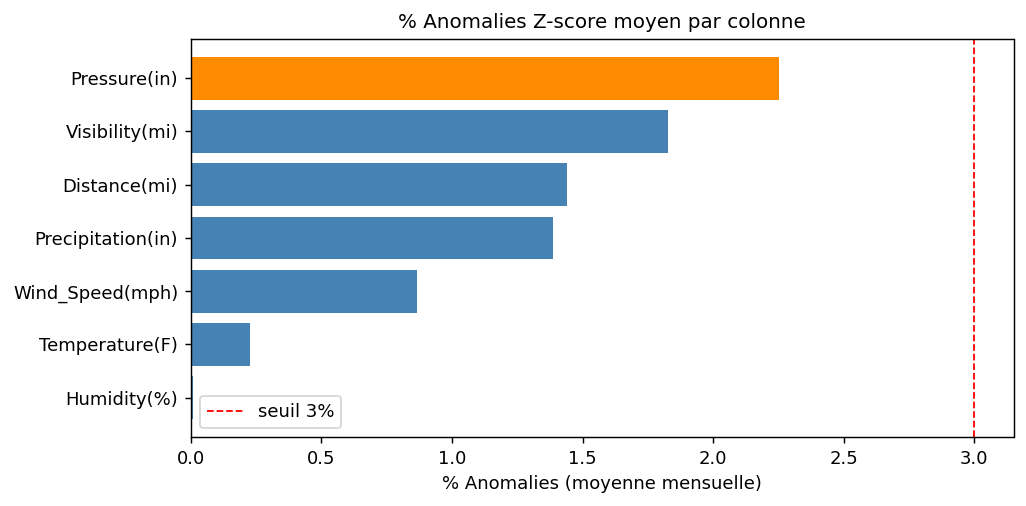 % Anomalies Z-score moyen par colonne
Pressure(in)
Visibility(mi)
Distance(mi)
Precipitation(in)
Wind_Speed(mph)
Temperature(F)
Humidity(%)
seuil 3%
0.0 0.5 1.0 1.5 2.0 2.5 3.0
% Anomalies (moyenne mensuelle)